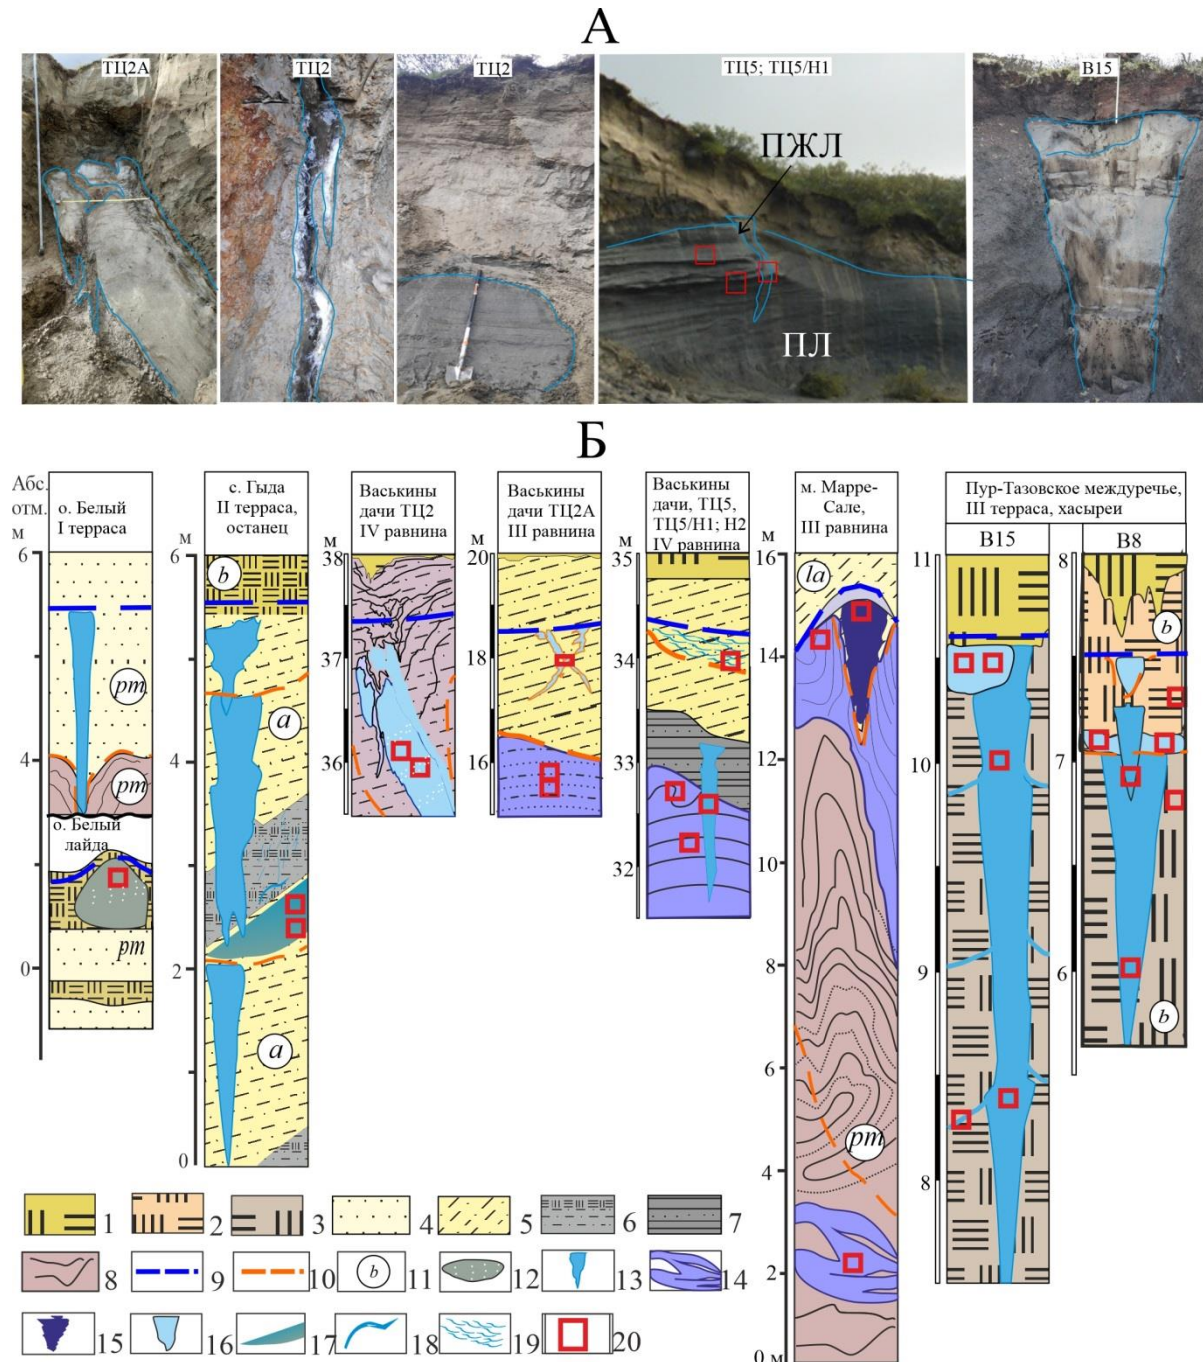 А
ТЦ2А
ТЦ2
ТЦ2
ТЦ5; ТЦ5/Н1
В15
ПЖЛ
ПЛ
Б
Абс.
отм.
м
о. Белый
I терраса
6
4
2
0
pm
pm
о. Белый
лайда
pm
с. Гыда
II терраса,
останец
м
6
4
2
0
b
a
a
Васькины
дачи ТЦ2
IV равнина
м
38
37
36
Васькины
дачи ТЦ2А
III равнина
м
20
18
16
Васькины
дачи, ТЦ5,
ТЦ5/Н1; Н2
IV равнина
м
35
34
33
32
м. Марре-
Сале,
III равнина
м
16
14
12
10
8
6
4
2
0 м
la
pm
Пур-Тазовское междуречье,
III терраса, хасыреи
В15
В8
м
11
10
9
8
м
8
7
6
b
b
1
2
3
4
5
6
7
8
9
10
b
11
12
13
14
15
16
17
18
19
20